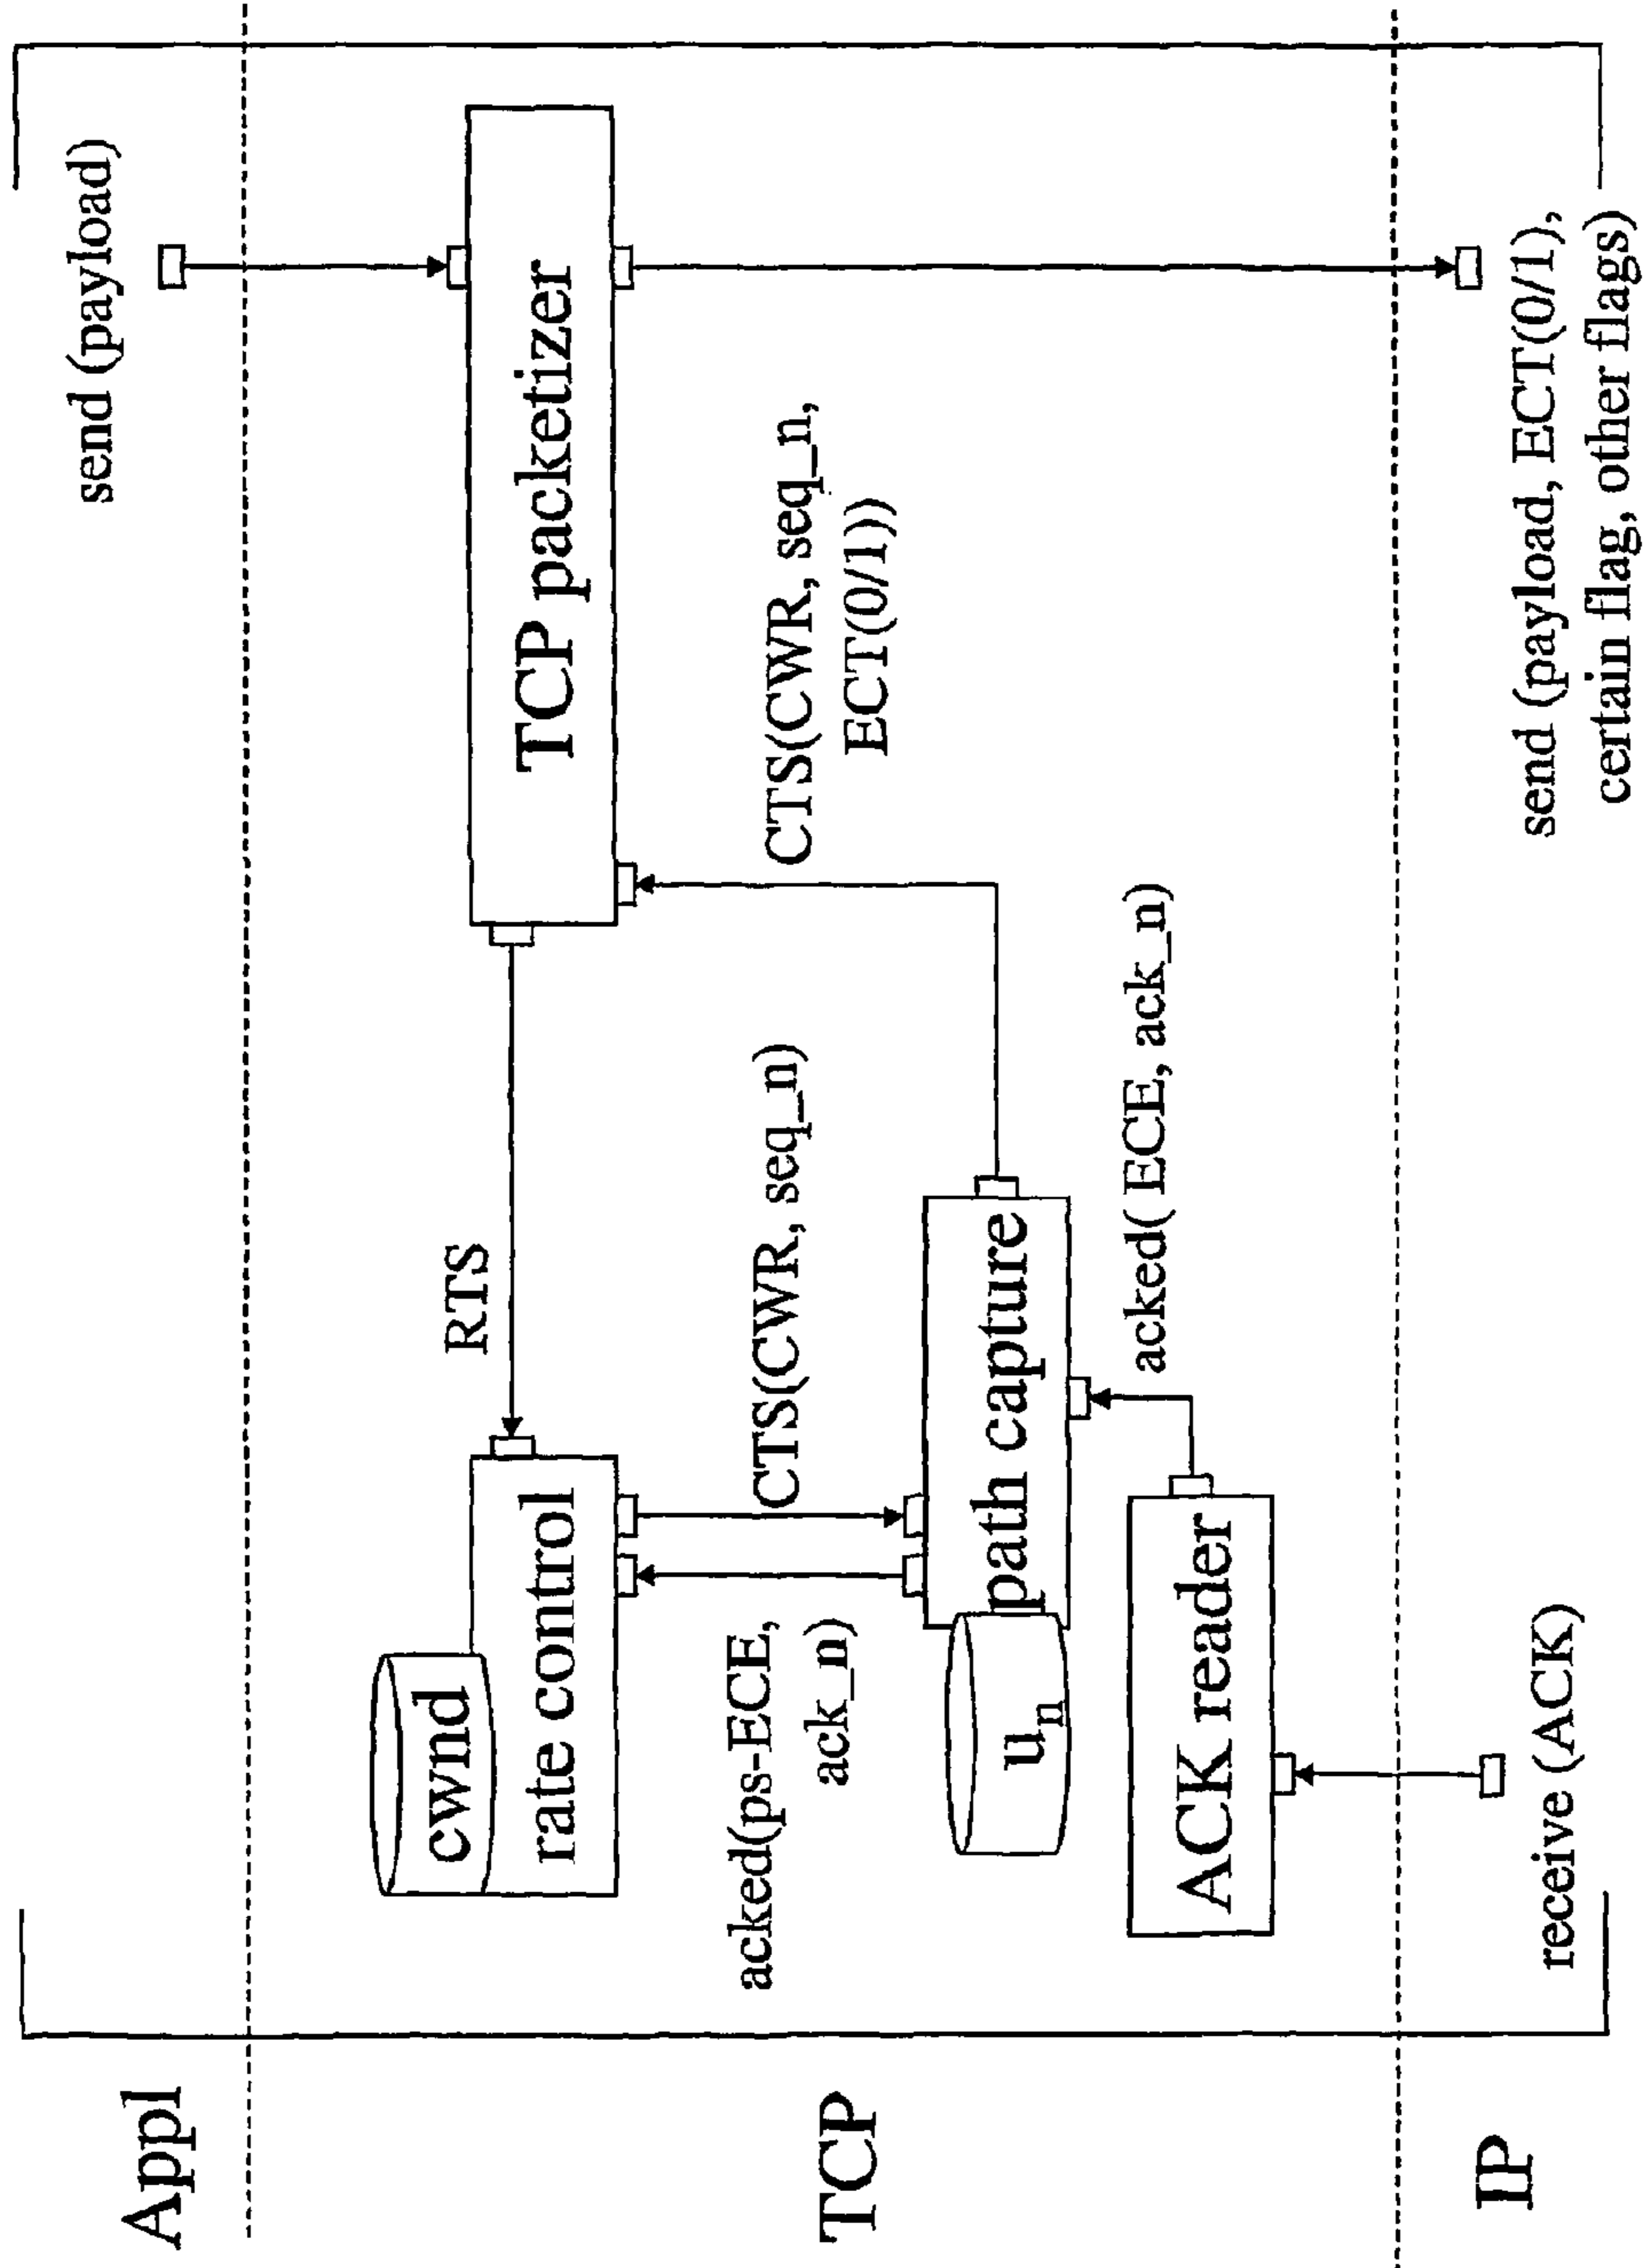 Appl
send (payload)
cwnd
rate control
RTS
TCP packetizer
TCP
acked(ps-ECE,
ack_n)
CTS(CWR, seq_n)
CTS(CWR, seq_n,
ECT(0/1))
u_n
path capture
acked( ECE, ack_n)
ACK reader
IP
receive (ACK)
send (payload, ECT(0/1),
certain flag, other flags)